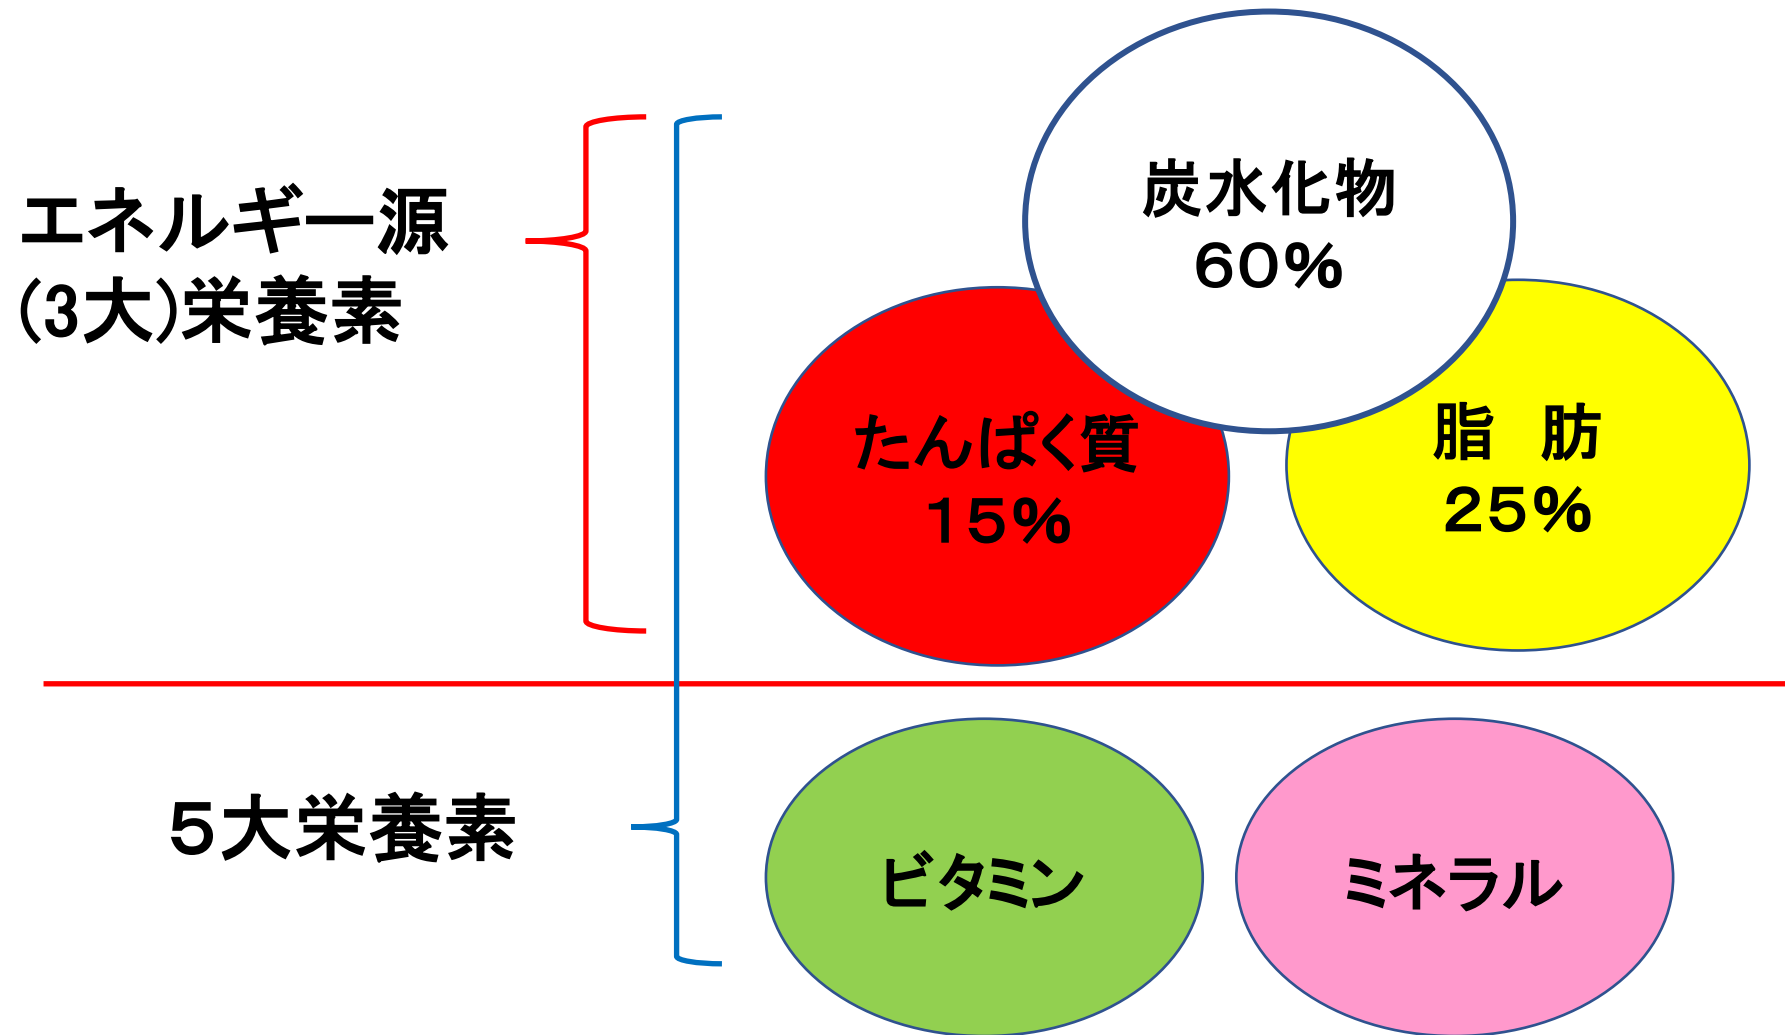 エネルギー源
(3大)栄養素
炭水化物
60%
たんぱく質
15%
脂　肪
25%
5大栄養素
ビタミン
ミネラル